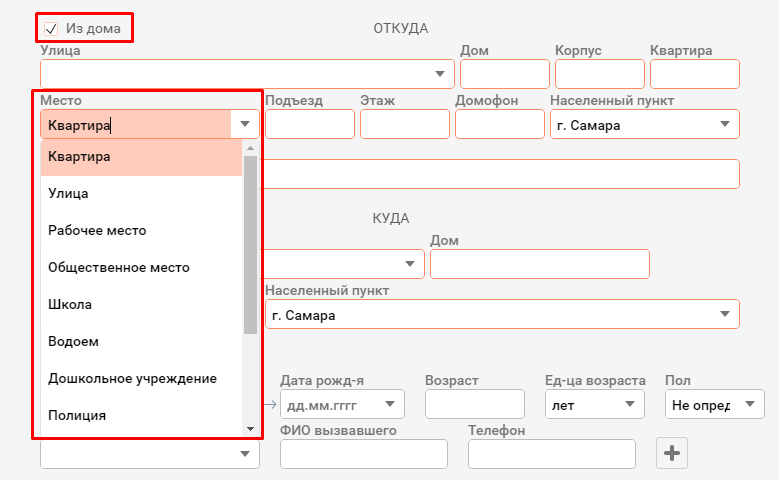 Из дома
ОТКУДА
Улица
Дом
Корпус
Квартира
Место
Подъезд
Этаж
Домофон
Населенный пункт
Квартира
г. Самара
Квартира
Улица
Рабочее место
КУДА
Дом
Общественное место
Населенный пункт
Школа
г. Самара
Водоем
Дошкольное учреждение
Дата рожд-я
Возраст
Ед-ца возраста
Пол
дд.мм.гггг
лет
Не опред
Полиция
ФИО вызвавшего
Телефон